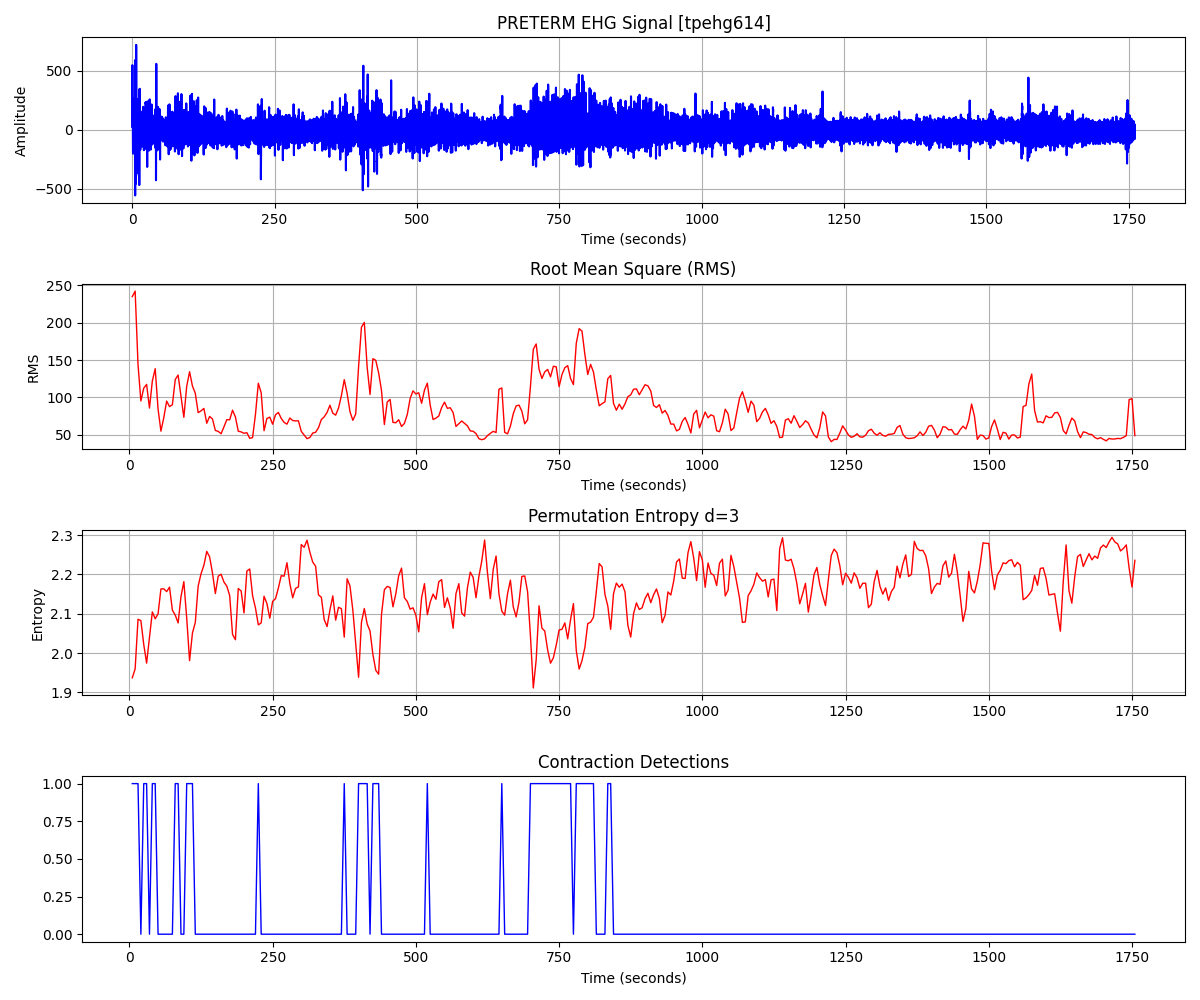 PRETERM EHG Signal [tpehg614]
500
0
−500
Amplitude
0 250 500 750 1000 1250 1500 1750
Time (seconds)
Root Mean Square (RMS)
250
200
150
100
50
RMS
0 250 500 750 1000 1250 1500 1750
Time (seconds)
Permutation Entropy d=3
2.3
2.2
2.1
2.0
1.9
Entropy
0 250 500 750 1000 1250 1500 1750
Contraction Detections
1.00
0.75
0.50
0.25
0.00
0 250 500 750 1000 1250 1500 1750
Time (seconds)